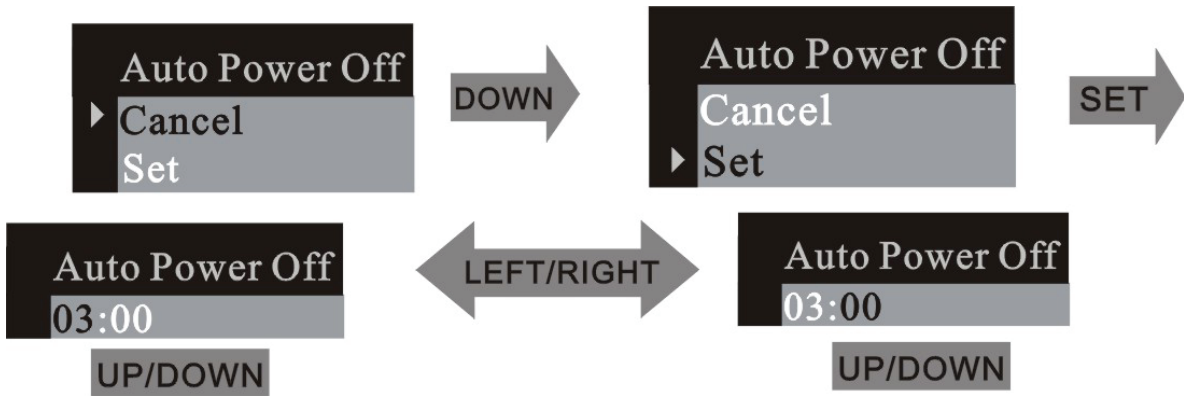 Auto Power Off
Cancel
Set
DOWN
Auto Power Off
Cancel
Set
SET
Auto Power Off
03:00
UP/DOWN
LEFT/RIGHT
Auto Power Off
03:00
UP/DOWN